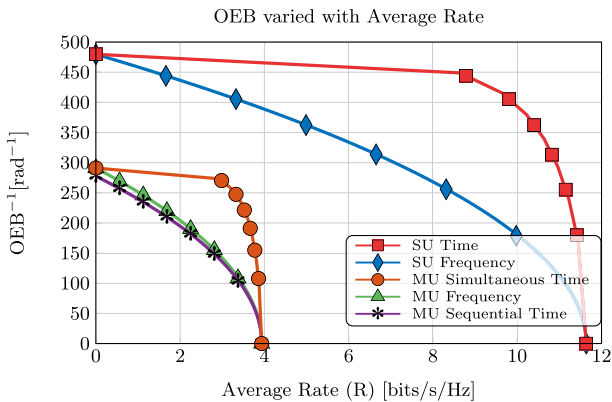 OEB varied with Average Rate
500
450
400
350
300
250
200
150
100
50
0
OEB⁻¹[rad⁻¹]
SU Time
SU Frequency
MU Simultaneous Time
MU Frequency
MU Sequential Time
0 2 4 6 8 10 12
Average Rate (R) [bits/s/Hz]